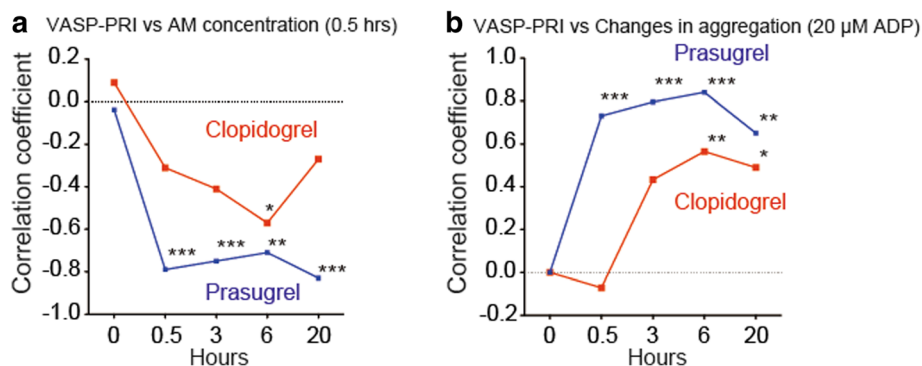 a VASP-PRI vs AM concentration (0.5 hrs)
0.2
0.0
-0.2
-0.4
-0.6
-0.8
-1.0
Correlation coefficient
Clopidogrel
*
***
***
**
***
Prasugrel
0 0.5 3 6 20
Hours
b VASP-PRI vs Changes in aggregation (20 µM ADP)
Prasugrel
1.0
0.8
0.6
0.4
0.2
0.0
-0.2
Correlation coefficient
***
***
***
**
**
*
Clopidogrel
0 0.5 3 6 20
Hours